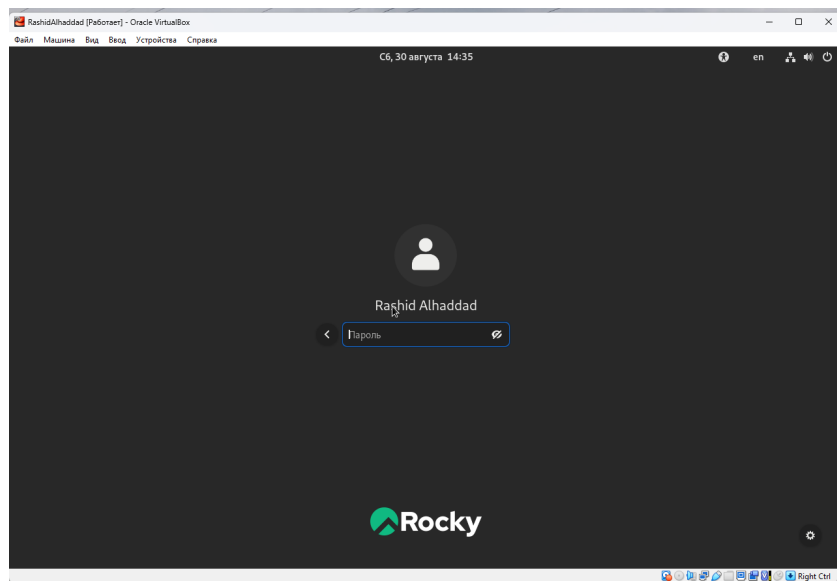 RashidAlhaddad [Работает] - Oracle VirtualBox
Файл Машина Вид Ввод Устройства Справка
Сб, 30 августа 14:35
en
Rashid Alhaddad
Пароль
Rocky
Right Ctrl